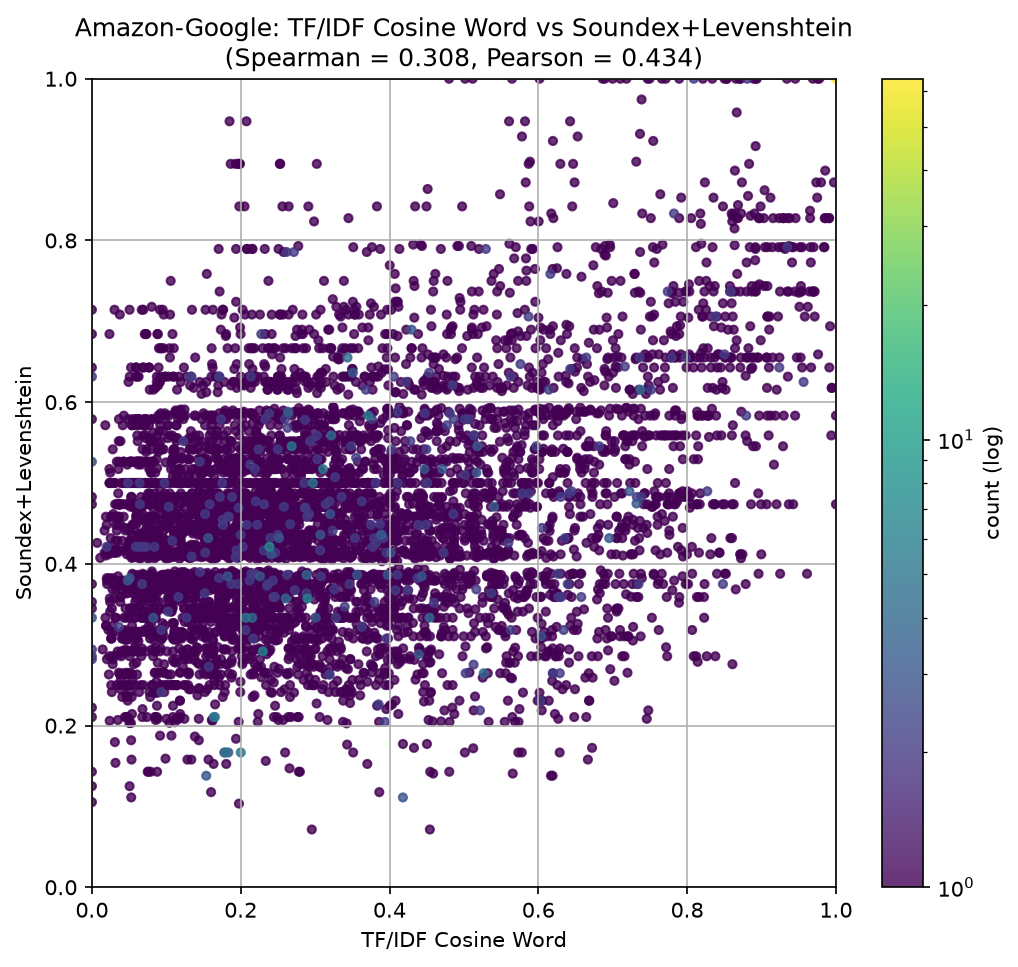 Amazon-Google: TF/IDF Cosine Word vs Soundex+Levenshtein
(Spearman = 0.308, Pearson = 0.434)
1.0
0.8
0.6
0.4
0.2
0.0
Soundex+Levenshtein
0.0 0.2 0.4 0.6 0.8 1.0
TF/IDF Cosine Word
10¹
10⁰
count (log)